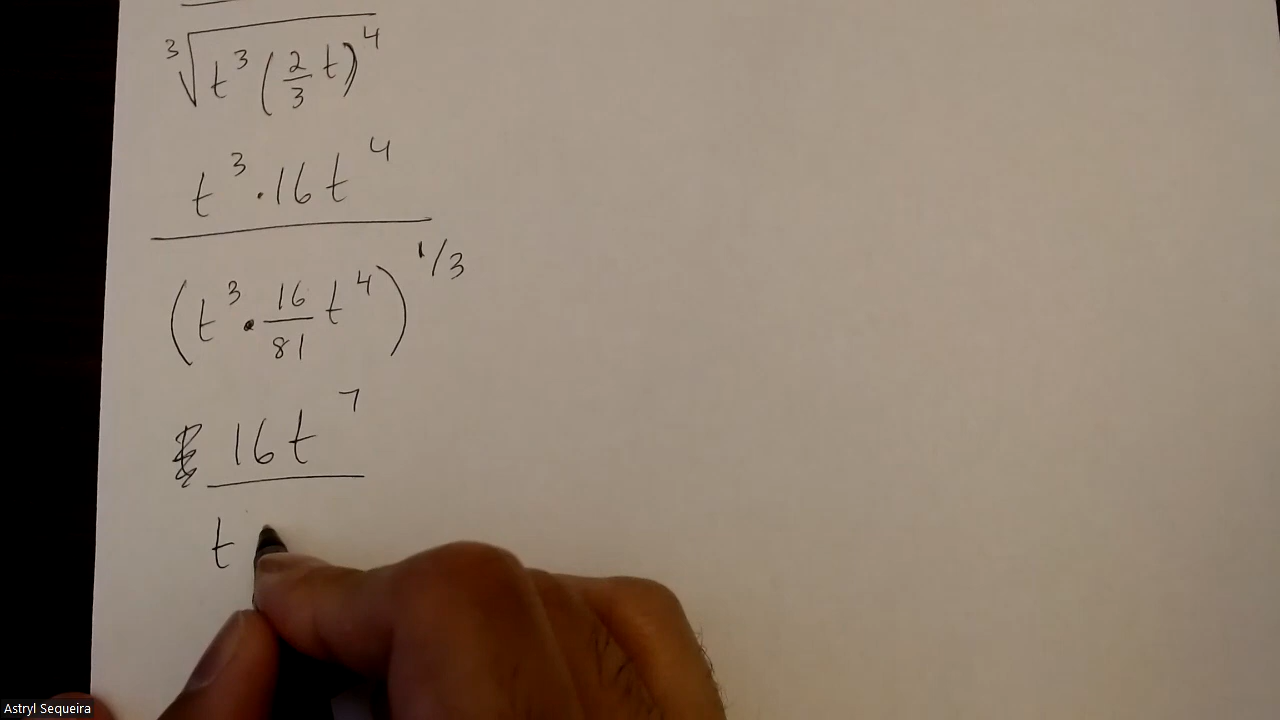 ∛(t³(2/3 t)⁴)
t³ · 16t⁴
(t³ · 16/81 t⁴)^1/3
16t⁷
t
Astryl Sequeira